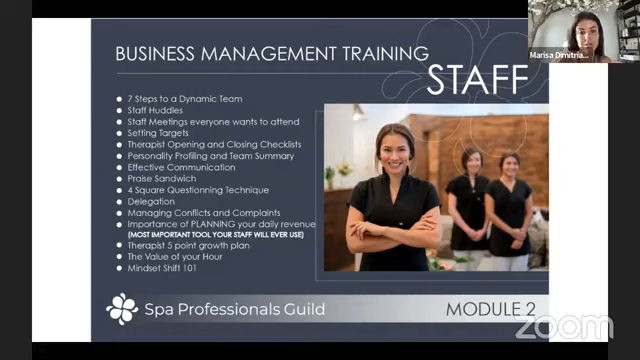 BUSINESS MANAGEMENT TRAINING
STAFF
7 Steps to a Dynamic Team
Staff Huddles
Staff Meetings everyone wants to attend
Setting Targets
Therapist Opening and Closing Checklists
Personality Profiling and Team Summary
Effective Communication
Praise Sandwich
4 Square Questionning Technique
Delegation
Managing Conflicts and Complaints
Importance of PLANNING your daily revenue
(MOST IMPORTANT TOOL YOUR STAFF WILL EVER USE)
Therapist 5 point growth plan
The Value of your Hour
Mindset Shift 101
Spa Professionals Guild
MODULE 2
Marisa Dimitria...
zoom